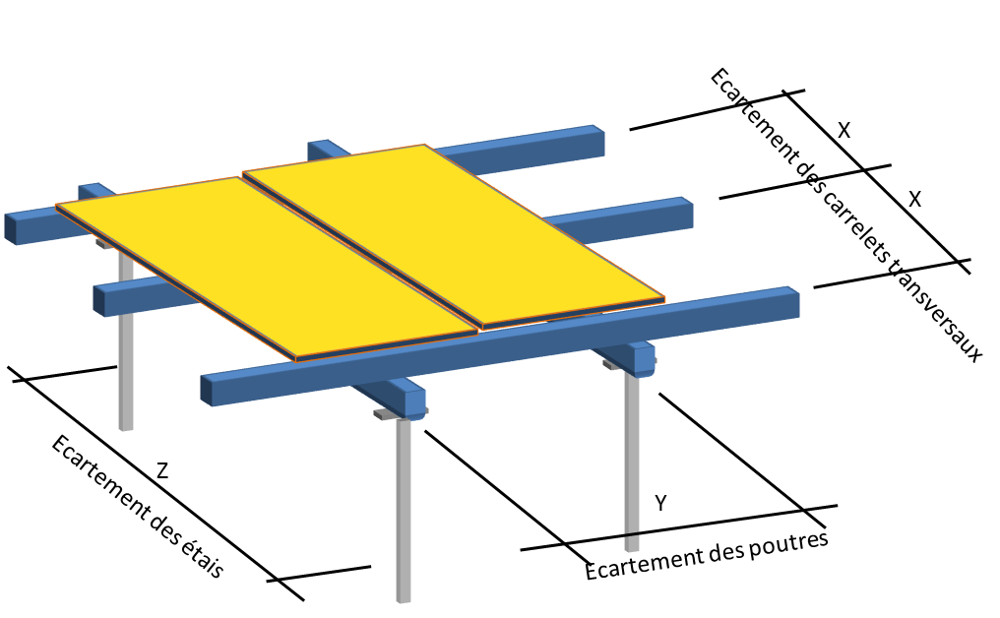 Ecartement des carrelets transversaux
X
X
Z
Ecartement des étais
Y
Ecartement des poutres